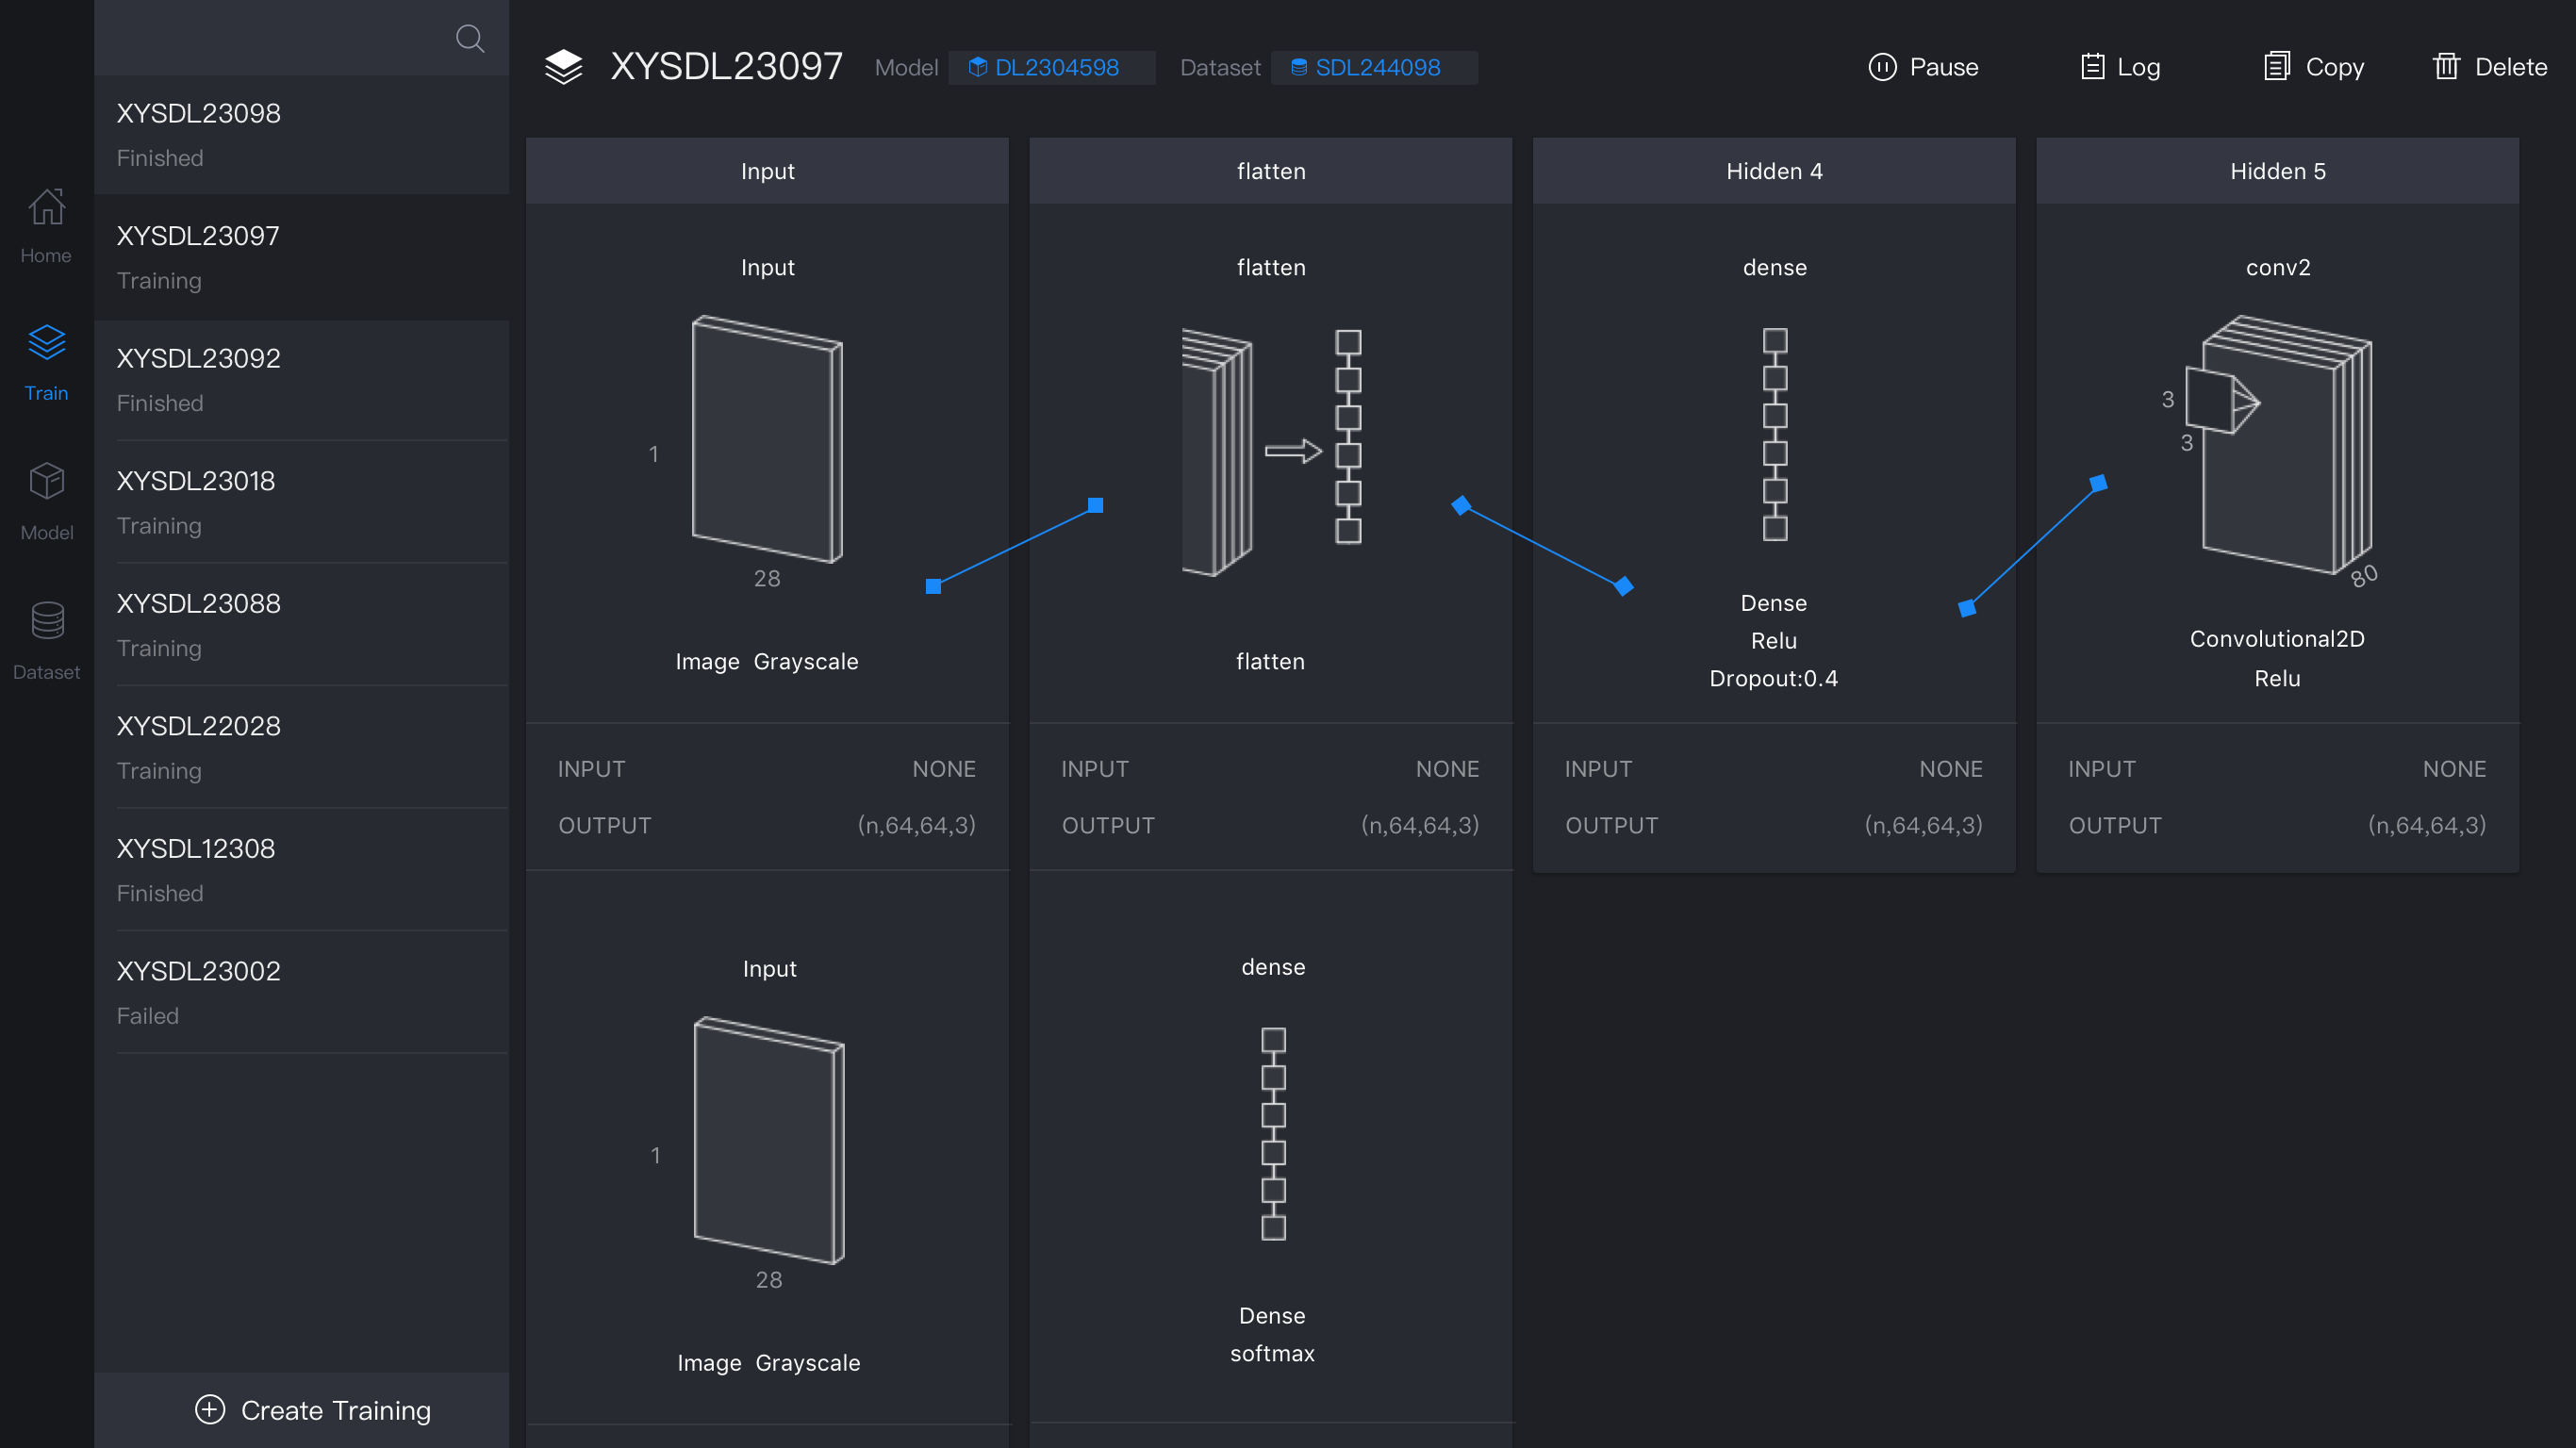 XYSDL23097
Model DL2304598
Dataset SDL244098
Pause
Log
Copy
Delete
Home
Train
Model
Dataset
XYSDL23098
Finished
XYSDL23097
Training
XYSDL23092
Finished
XYSDL23018
Training
XYSDL23088
Training
XYSDL22028
Training
XYSDL12308
Finished
XYSDL23002
Failed
Create Training
Input
Input
1
28
Image Grayscale
INPUT NONE
OUTPUT (n,64,64,3)
Input
1
28
Image Grayscale
flatten
flatten
flatten
INPUT NONE
OUTPUT (n,64,64,3)
dense
Dense
softmax
Hidden 4
dense
Dense
Relu
Dropout:0.4
INPUT NONE
OUTPUT (n,64,64,3)
Hidden 5
conv2
3
3
80
Convolutional2D
Relu
INPUT NONE
OUTPUT (n,64,64,3)